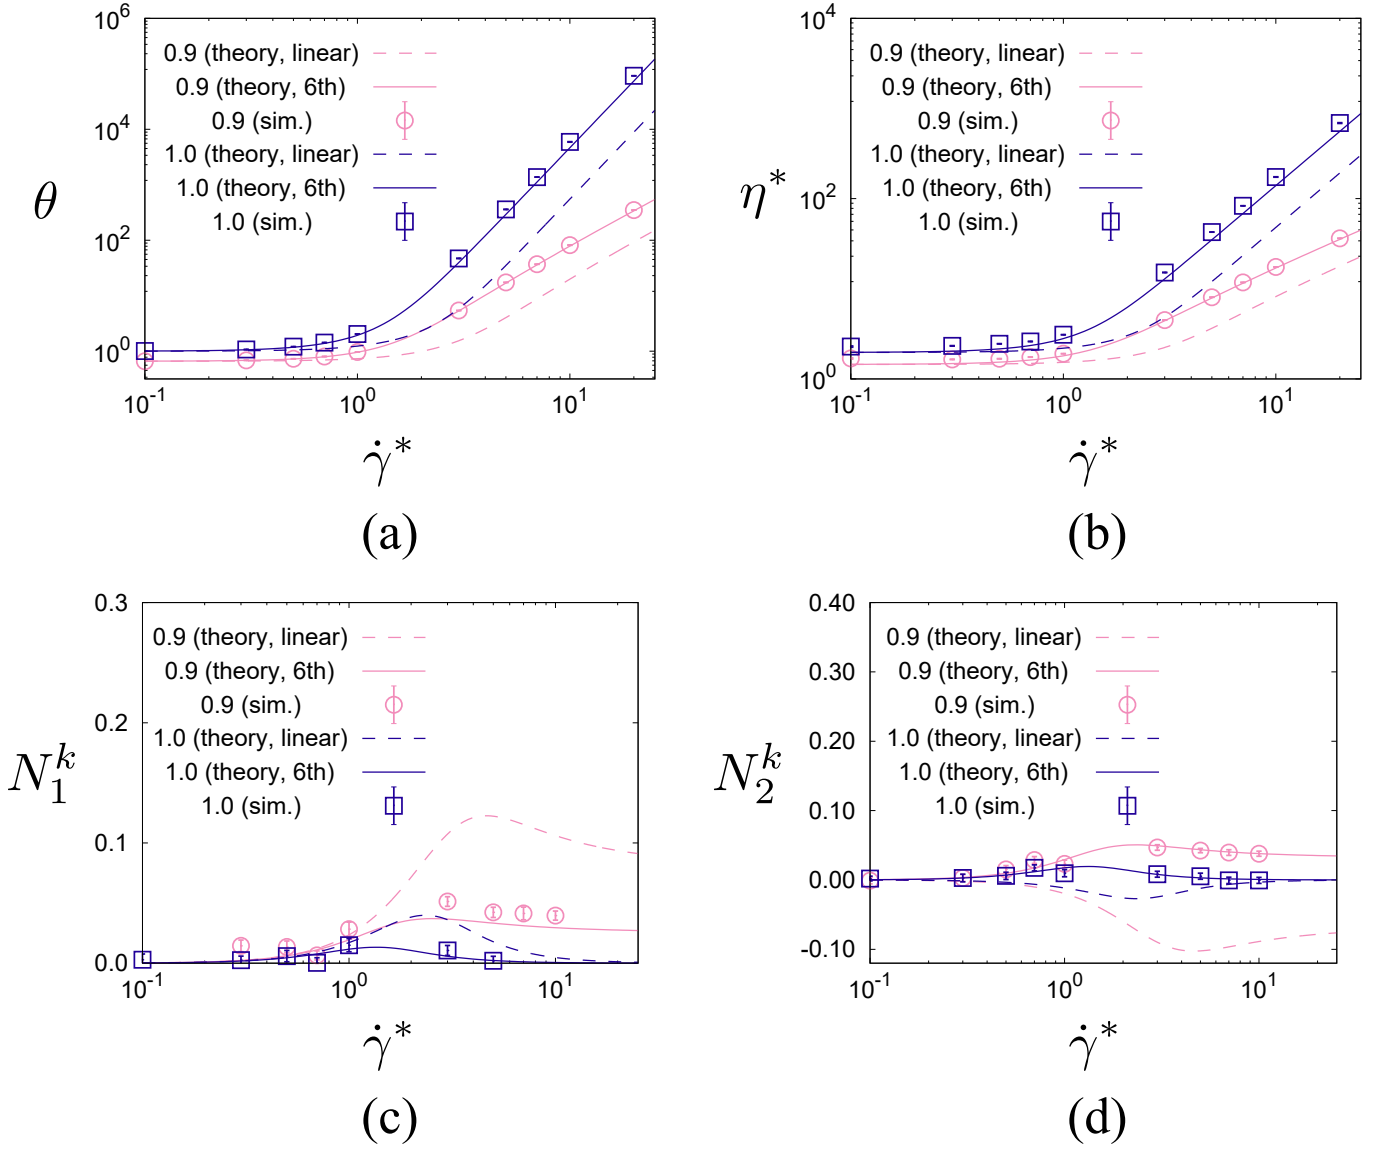 10^6
10^4
10^2
10^0
θ
0.9 (theory, linear)
0.9 (theory, 6th)
0.9 (sim.)
1.0 (theory, linear)
1.0 (theory, 6th)
1.0 (sim.)
10^-1 10^0 10^1
γ̇*
(a)
10^4
10^2
10^0
η*
0.9 (theory, linear)
0.9 (theory, 6th)
0.9 (sim.)
1.0 (theory, linear)
1.0 (theory, 6th)
1.0 (sim.)
10^-1 10^0 10^1
γ̇*
(b)
0.3
0.2
0.1
0.0
N_1^k
0.9 (theory, linear)
0.9 (theory, 6th)
0.9 (sim.)
1.0 (theory, linear)
1.0 (theory, 6th)
1.0 (sim.)
10^-1 10^0 10^1
γ̇*
(c)
0.40
0.30
0.20
0.10
0.00
-0.10
N_2^k
0.9 (theory, linear)
0.9 (theory, 6th)
0.9 (sim.)
1.0 (theory, linear)
1.0 (theory, 6th)
1.0 (sim.)
10^-1 10^0 10^1
γ̇*
(d)